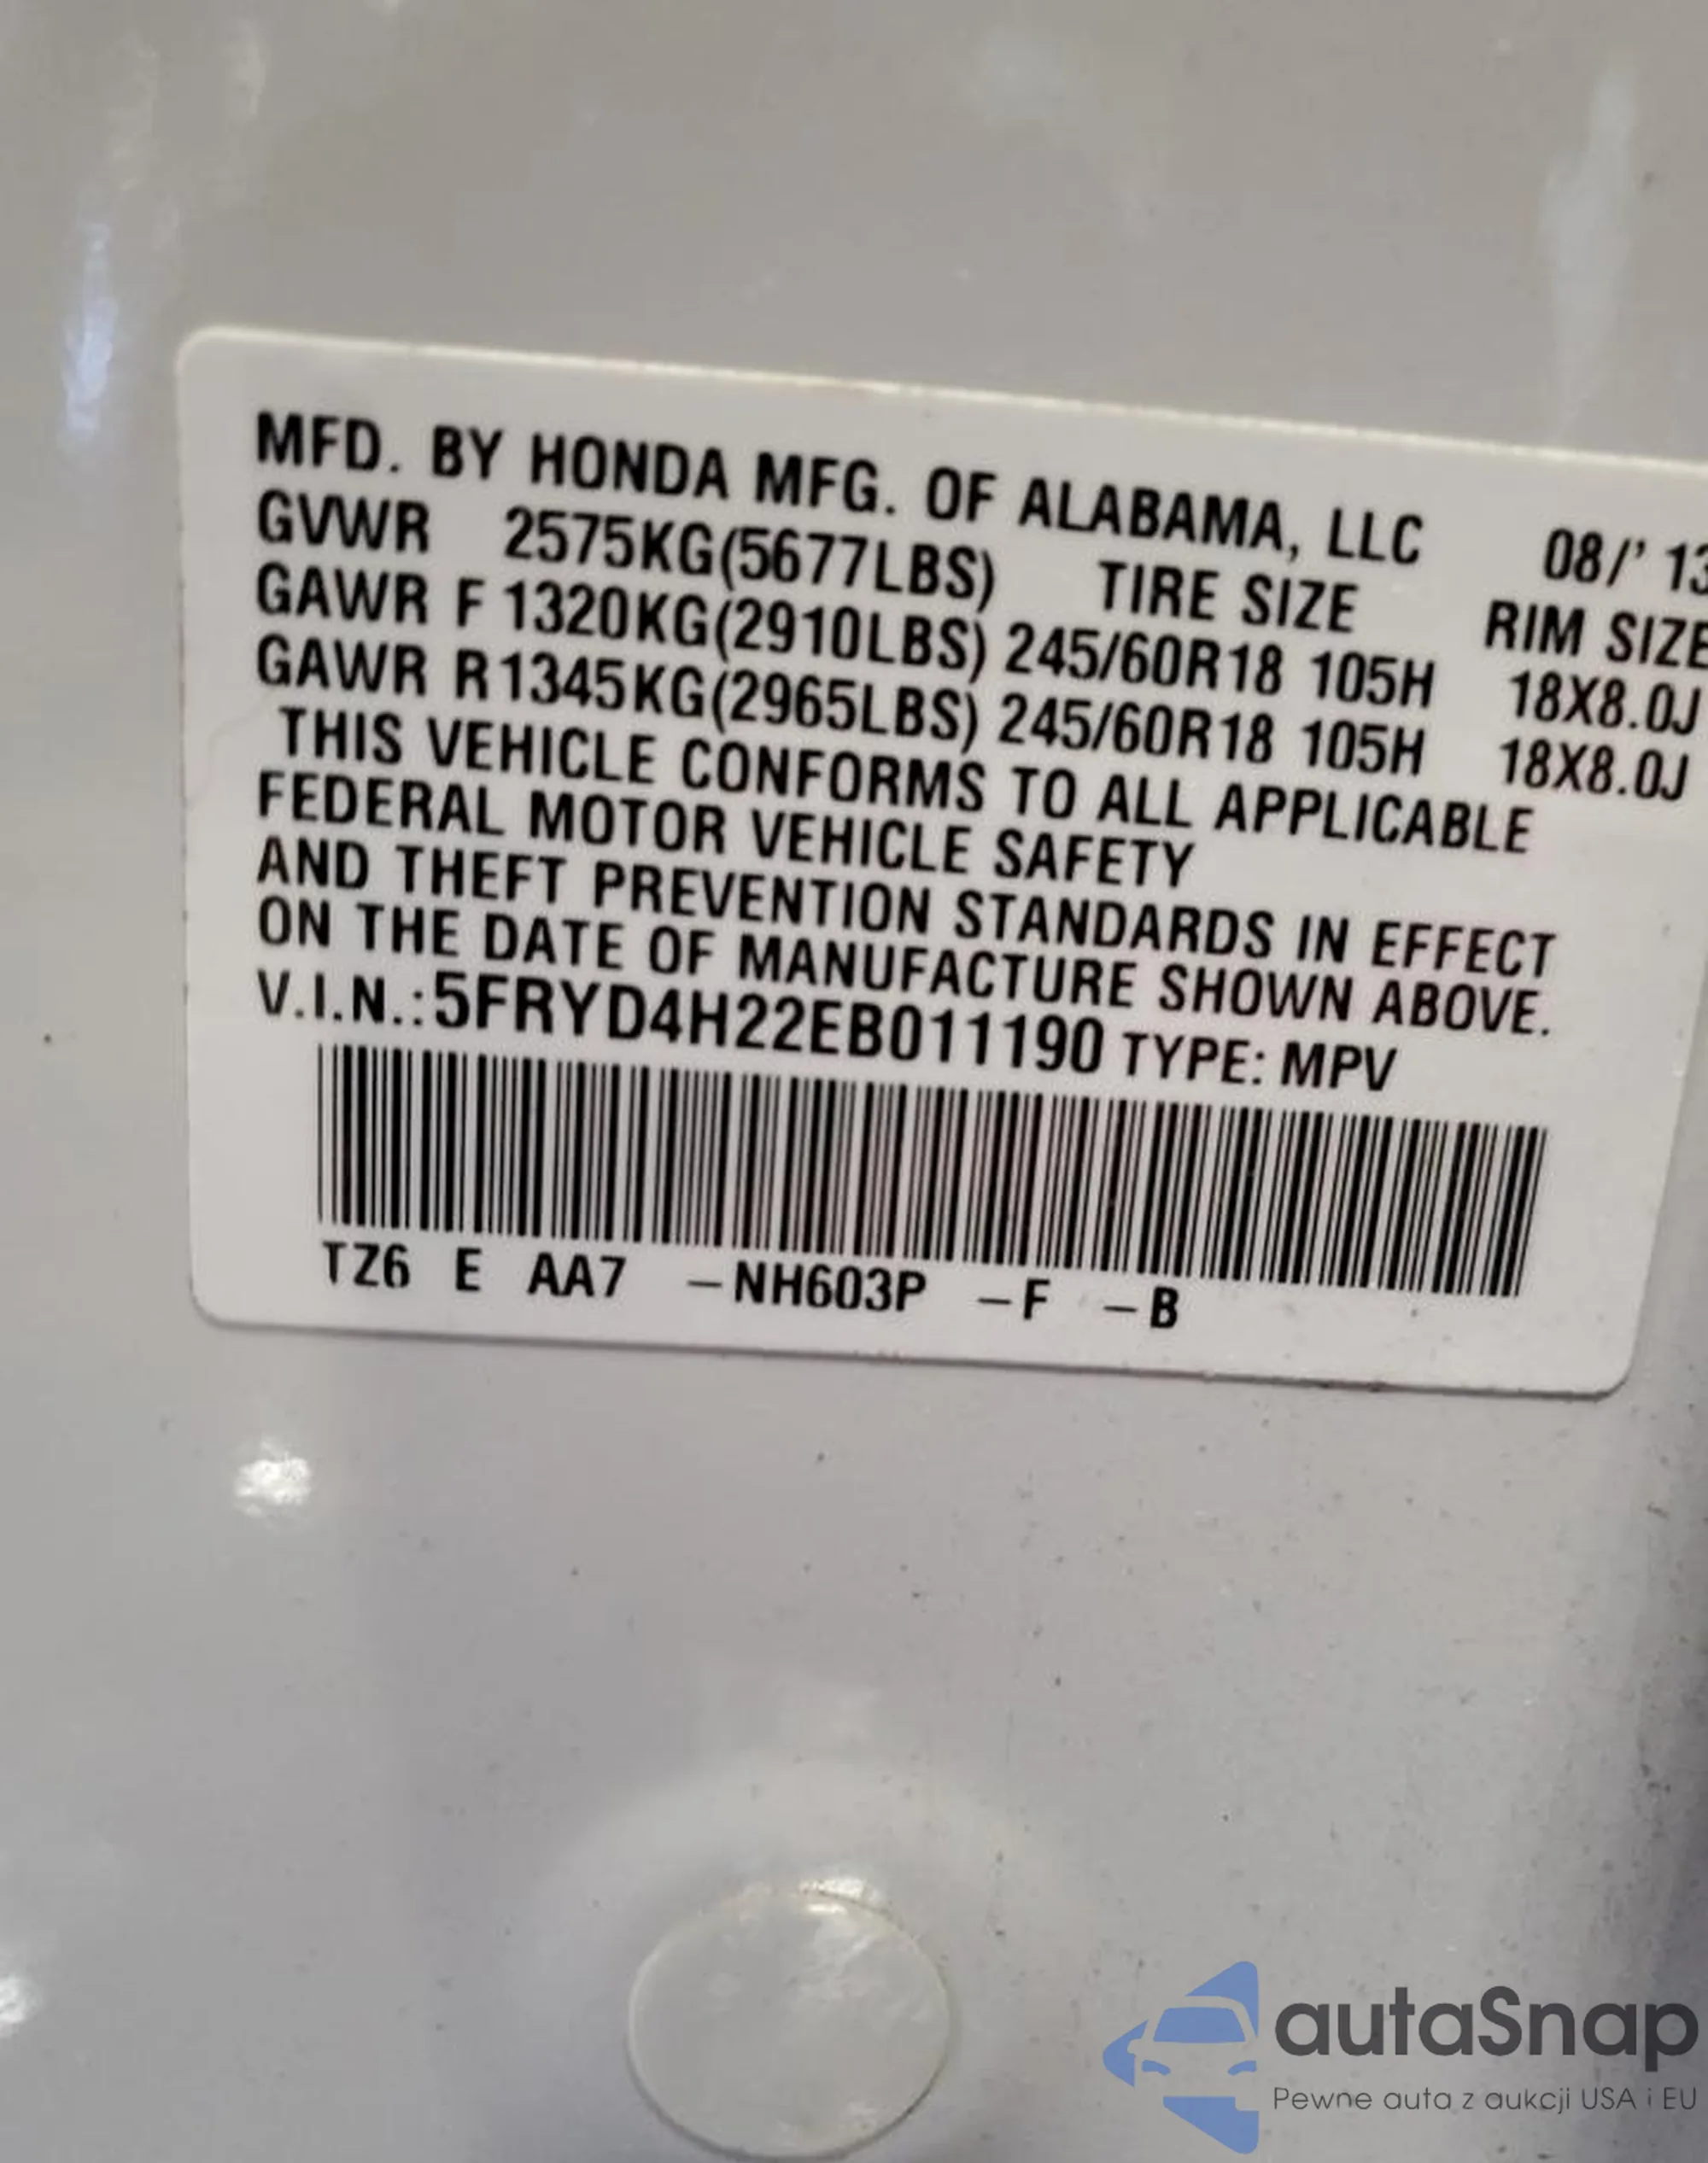 MFD. BY HONDA MFG. OF ALABAMA, LLC 08/' 13
GVWR 2575KG(5677LBS) TIRE SIZE RIM SIZE
GAWR F 1320KG(2910LBS) 245/60R18 105H 18X8.0J
GAWR R 1345KG(2965LBS) 245/60R18 105H 18X8.0J
THIS VEHICLE CONFORMS TO ALL APPLICABLE
FEDERAL MOTOR VEHICLE SAFETY
AND THEFT PREVENTION STANDARDS IN EFFECT
ON THE DATE OF MANUFACTURE SHOWN ABOVE.
V.I.N.:5FRYD4H22EB011190 TYPE: MPV
TZ6 E AA7 -NH603P -F -B
autaSnap
Pewne auta z aukcji USA i EU